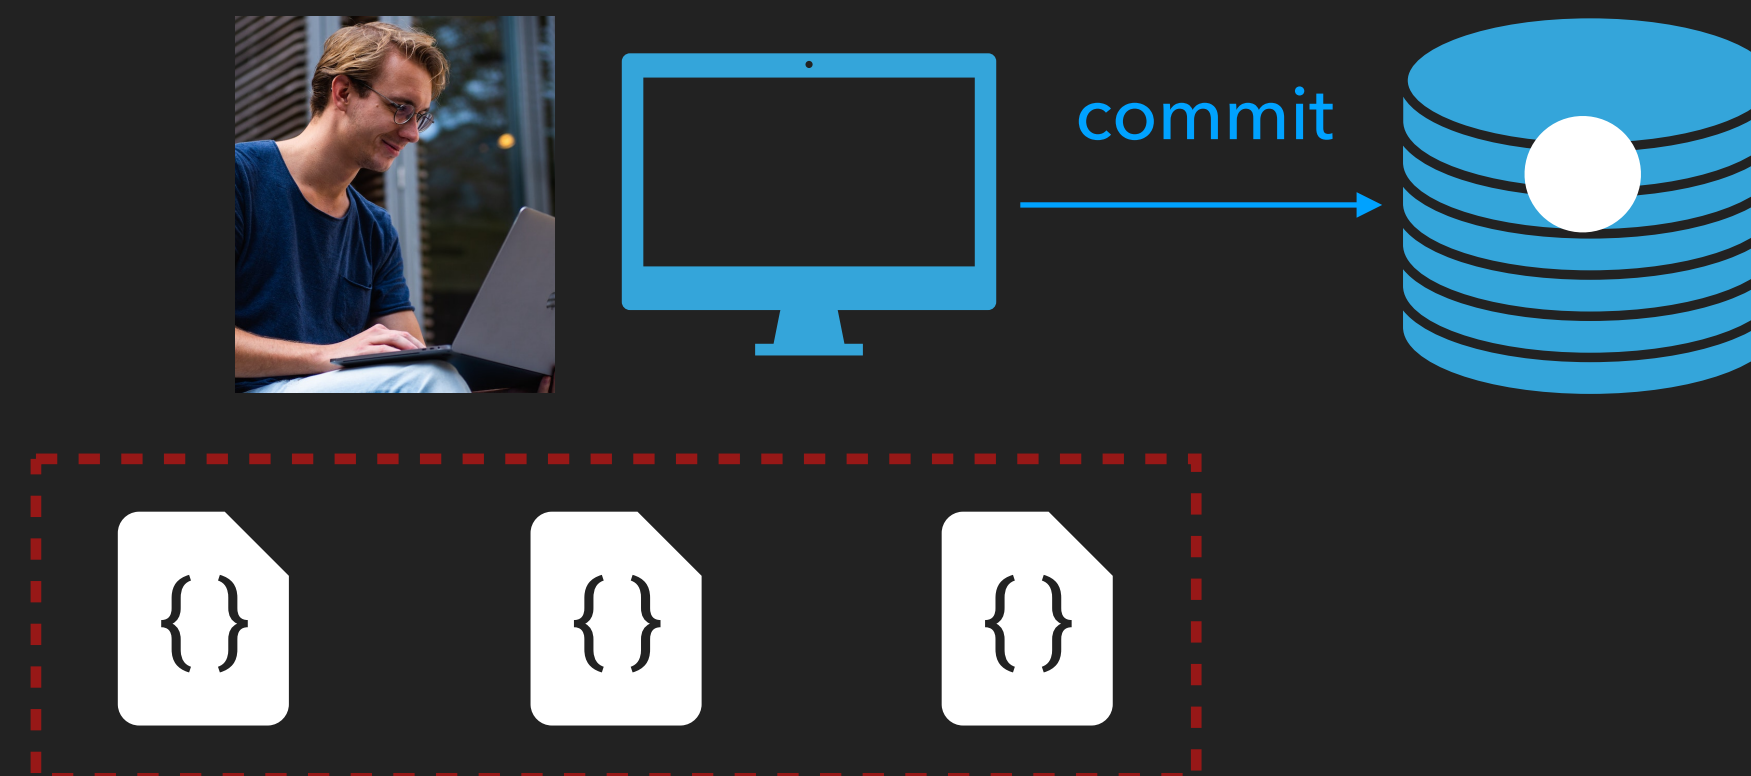 commit
{ } { } { }